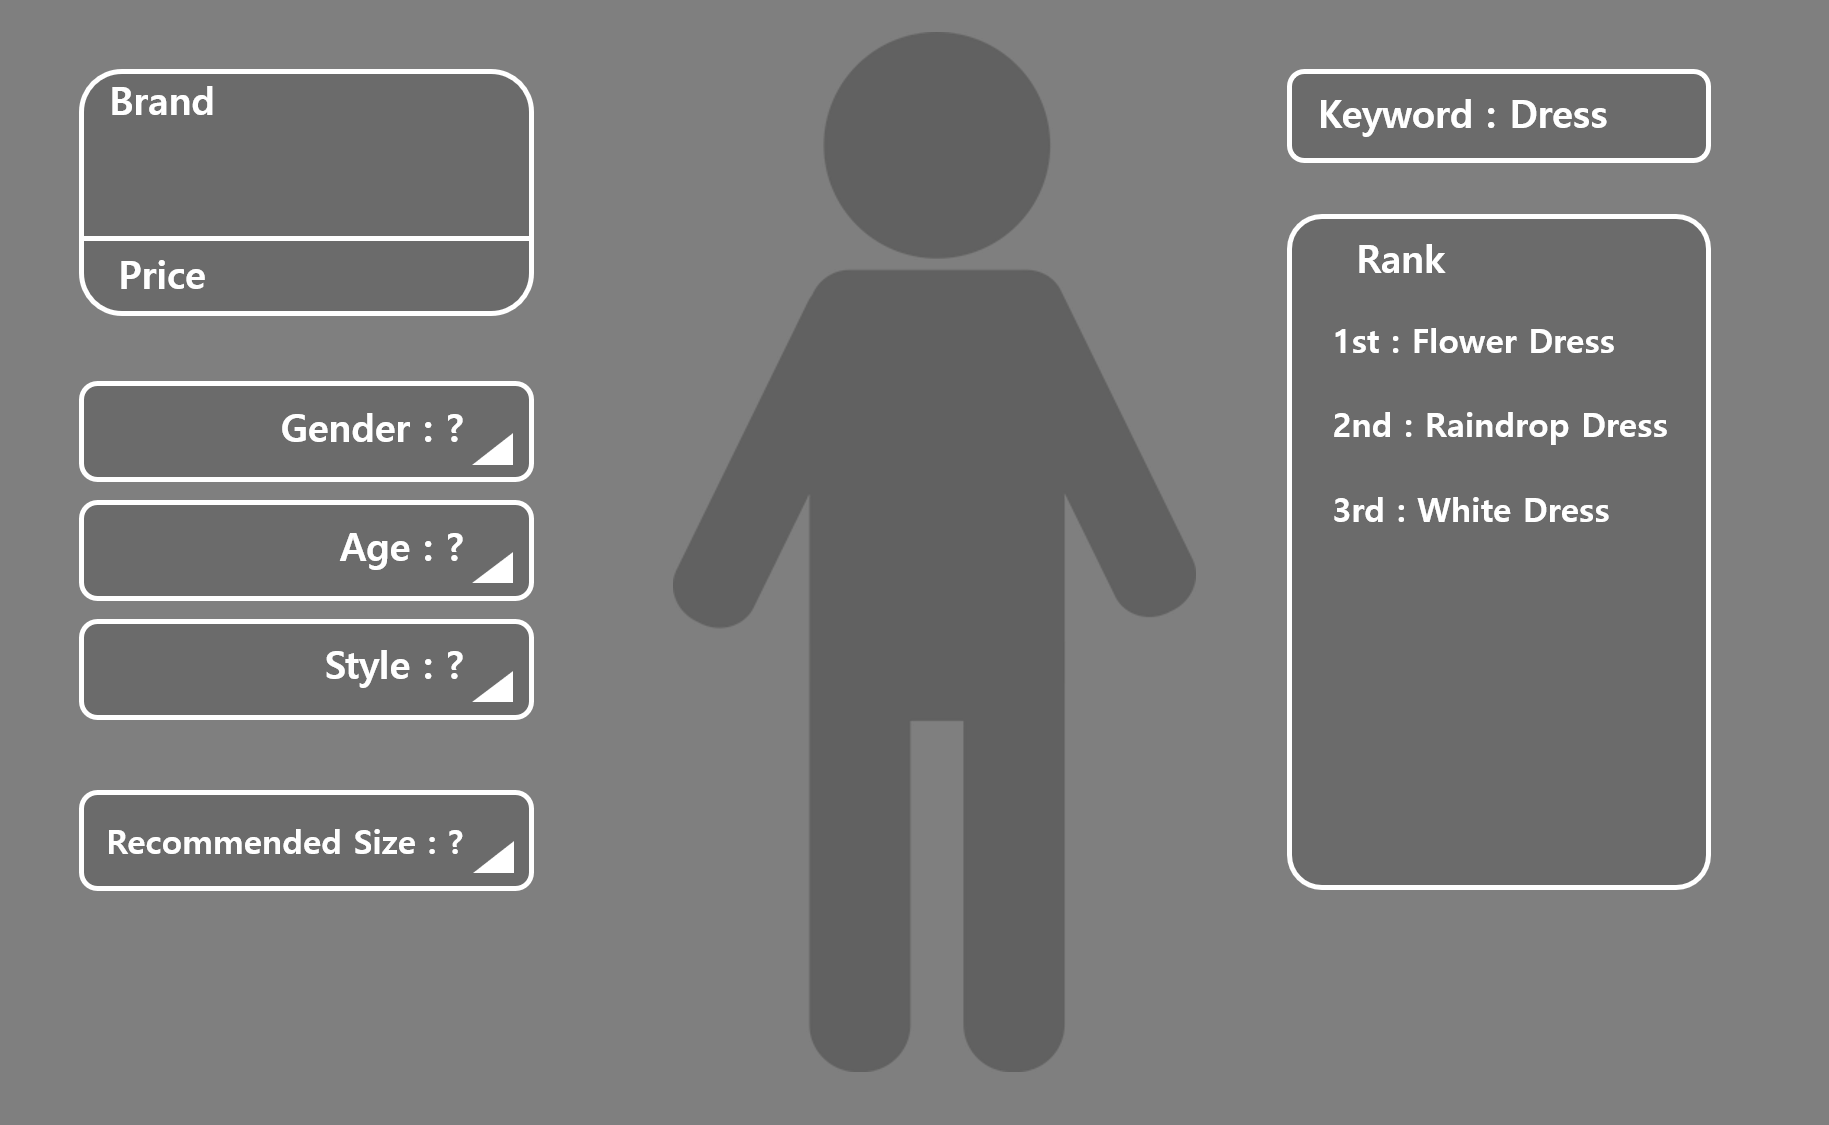 Brand
Price
Gender : ?
Age : ?
Style : ?
Recommended Size : ?
Keyword : Dress
Rank
1st : Flower Dress
2nd : Raindrop Dress
3rd : White Dress